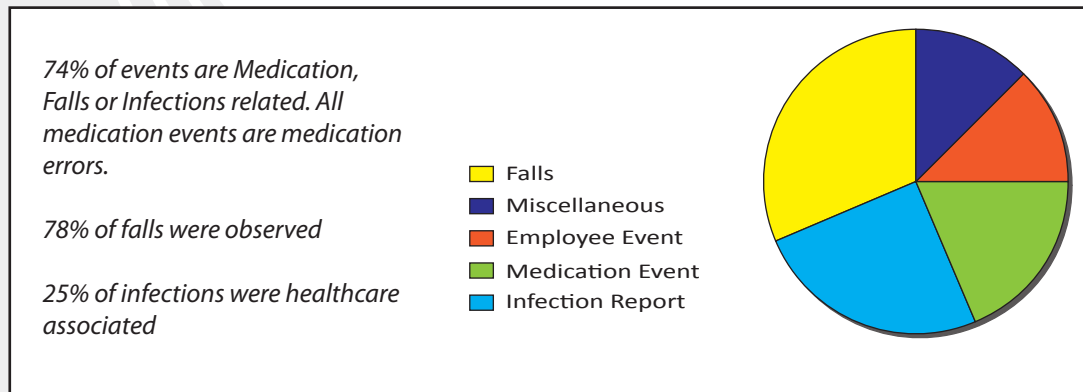 74% of events are Medication,
Falls or Infections related. All
medication events are medication
errors.
78% of falls were observed
25% of infections were healthcare
associated
Falls
Miscellaneous
Employee Event
Medication Event
Infection Report